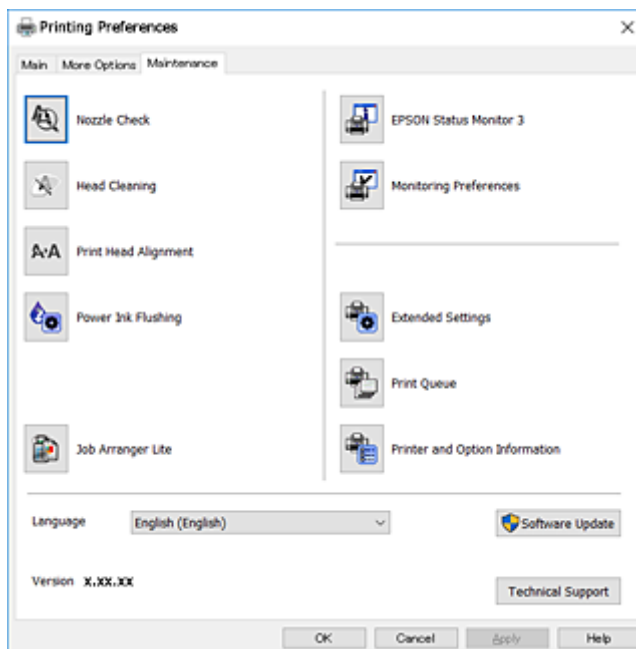 Printing Preferences
Main More Options Maintenance
Nozzle Check
EPSON Status Monitor 3
Head Cleaning
Monitoring Preferences
Print Head Alignment
Power Ink Flushing
Extended Settings
Print Queue
Job Arranger Lite
Printer and Option Information
Language English (English) Software Update
Version X.XX.XX
Technical Support
OK Cancel Apply Help